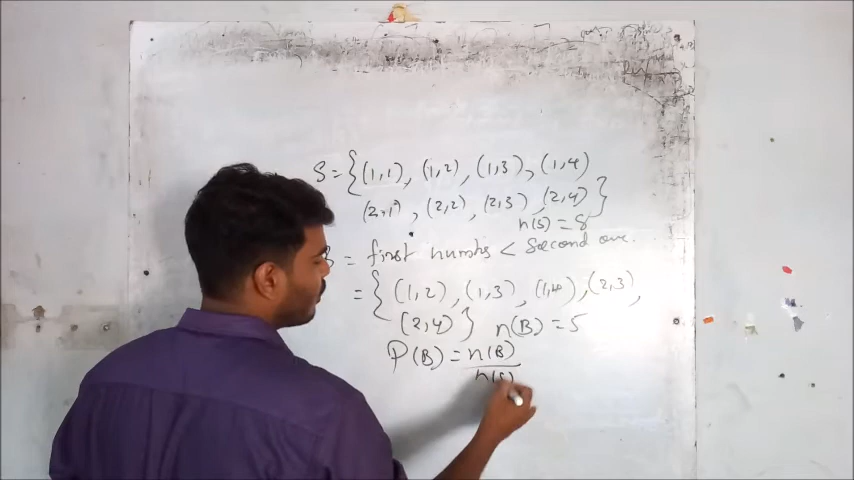 S = { (1,1), (1,2), (1,3), (1,4)
(2,1), (2,2), (2,3), (2,4) }
n(S) = 8
B = first number < Second one.
= { (1,2), (1,3), (1,4), (2,3),
(2,4) } n(B) = 5
P(B) = n(B)
n(S)